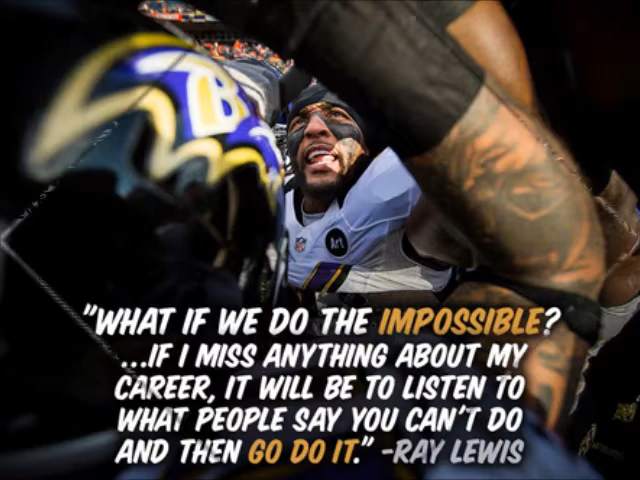 B
Art
"WHAT IF WE DO THE IMPOSSIBLE?
...IF I MISS ANYTHING ABOUT MY
CAREER, IT WILL BE TO LISTEN TO
WHAT PEOPLE SAY YOU CAN'T DO
AND THEN GO DO IT." -RAY LEWIS